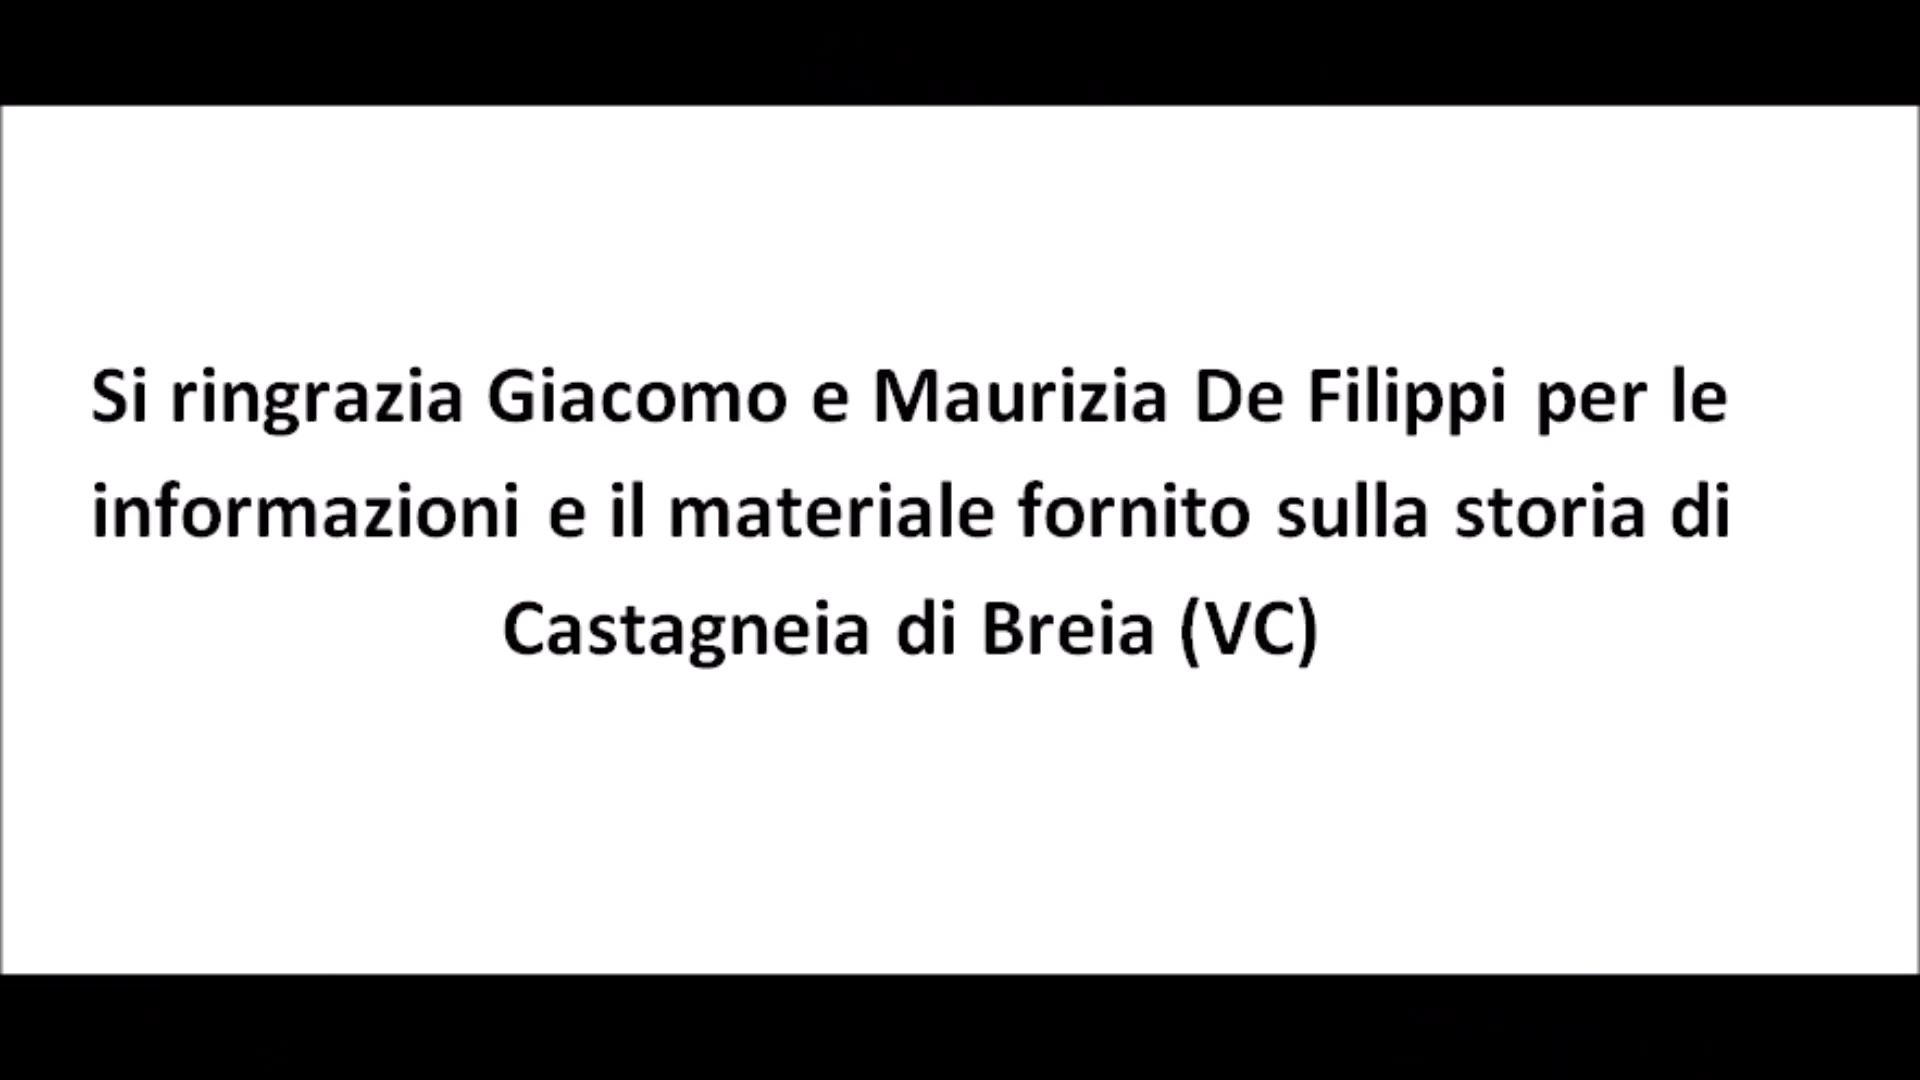 Si ringrazia Giacomo e Maurizia De Filippi per le
informazioni e il materiale fornito sulla storia di
Castagneia di Breia (VC)